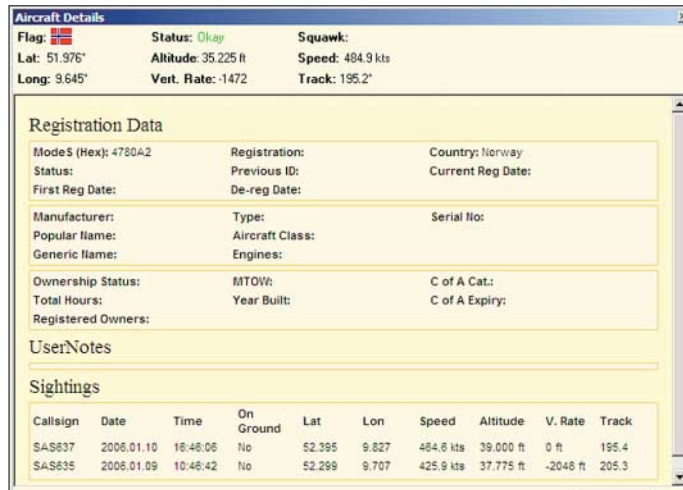 Aircraft Details
Flag: Status: Okay Squawk:
Lat: 51.976° Altitude: 35.225 ft Speed: 484.9 kts
Long: 9.645° Vert. Rate: -1472 Track: 195.2°
Registration Data
ModeS (Hex): 4780A2 Registration: Country: Norway
Status: Previous ID: Current Reg Date:
First Reg Date: De-reg Date:
Manufacturer: Type: Serial No:
Popular Name: Aircraft Class:
Generic Name: Engines:
Ownership Status: MTOW: C of A Cat.:
Total Hours: Year Built: C of A Expiry:
Registered Owners:
UserNotes
Sightings
Callsign Date Time On Ground Lat Lon Speed Altitude V. Rate Track
SAS637 2006.01.10 16:46:06 No 52.395 9.827 464.6 kts 39.000 ft 0 ft 195.4
SAS635 2006.01.09 10:46:42 No 52.299 9.707 425.9 kts 37.775 ft -2048 ft 205.3